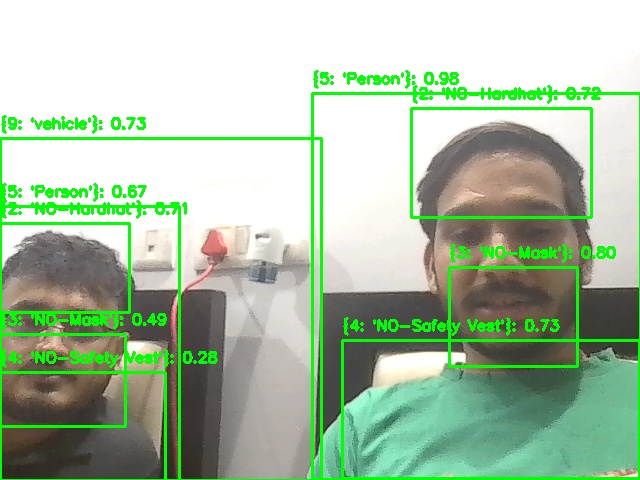 {5: 'Person'}: 0.98
{2: 'NO-Hardhat'}: 0.72
{9: 'vehicle'}: 0.73
{5: 'Person'}: 0.67
{2: 'NO-Hardhat'}: 0.71
{3: 'NO-Mask'}: 0.80
{3: 'NO-Mask'}: 0.49
{4: 'NO-Safety Vest'}: 0.73
{4: 'NO-Safety Vest'}: 0.28